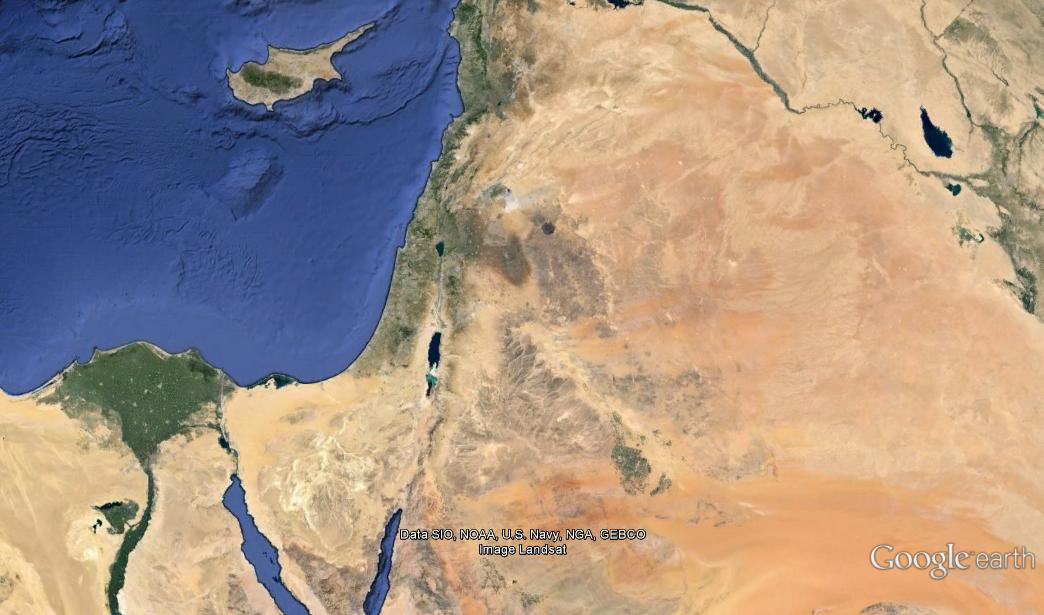 Data SIO, NOAA, U.S. Navy, NGA, GEBCO
Image Landsat
Google earth